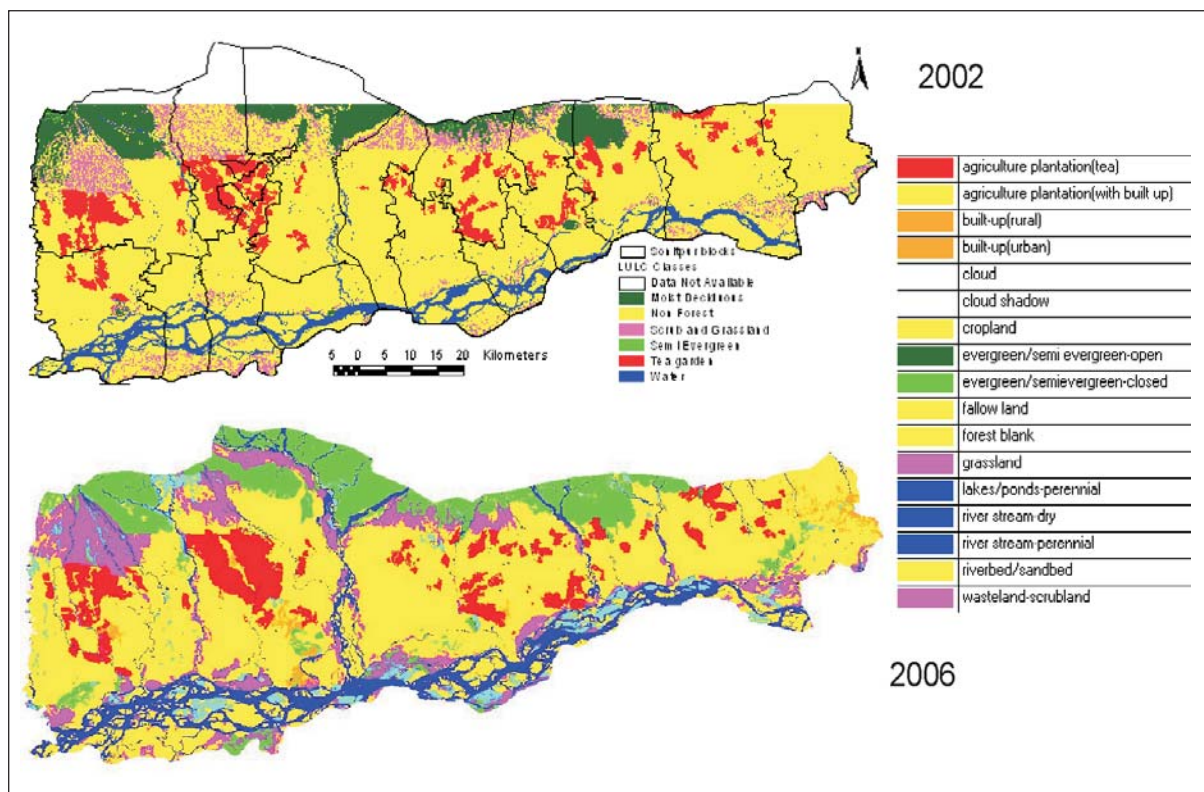 2002
Sonitpur blocks
LULC Classes
Data Not Available
Moist Deciduous
Non Forest
Scrub and Grassland
Semi Evergreen
Tea garden
Water
5 0 5 10 15 20 Kilometers
agriculture plantation(tea)
agriculture plantation(with built up)
built-up(rural)
built-up(urban)
cloud
cloud shadow
cropland
evergreen/semi evergreen-open
evergreen/semievergreen-closed
fallow land
forest blank
grassland
lakes/ponds-perennial
river stream-dry
river stream-perennial
riverbed/sandbed
wasteland-scrubland
2006